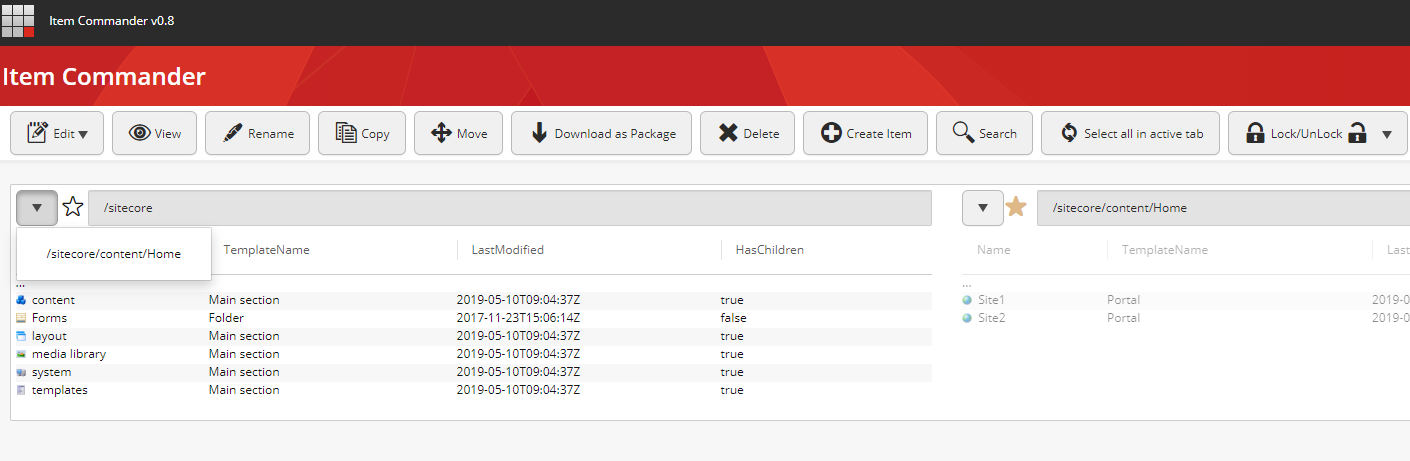 Item Commander v0.8
Item Commander
Edit View Rename Copy Move Download as Package Delete Create Item Search Select all in active tab Lock/UnLock
/sitecore /sitecore/content/Home
/sitecore/content/Home TemplateName LastModified HasChildren Name TemplateName Last
... ...
content Main section 2019-05-10T09:04:37Z true Site1 Portal 2019-0
Forms Folder 2017-11-23T15:06:14Z false Site2 Portal 2019-0
layout Main section 2019-05-10T09:04:37Z true
media library Main section 2019-05-10T09:04:37Z true
system Main section 2019-05-10T09:04:37Z true
templates Main section 2019-05-10T09:04:37Z true